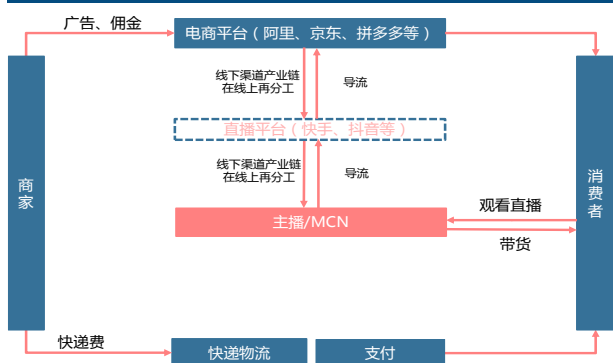 广告、佣金
电商平台（阿里、京东、拼多多等）
线下渠道产业链
在线上再分工
导流
直播平台（快手、抖音等）
线下渠道产业链
在线上再分工
导流
商家
消费者
主播/MCN
观看直播
带货
快递费
快递物流
支付